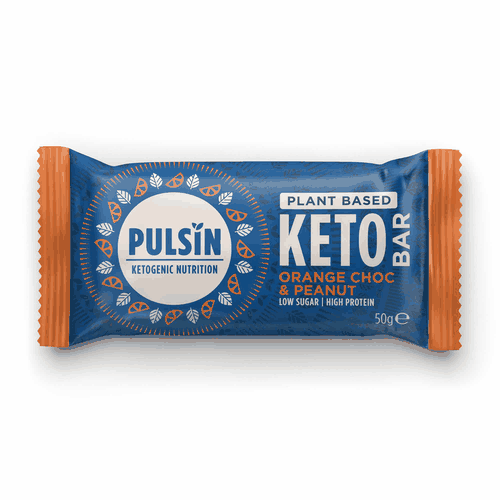 PULSiN
KETOGENIC NUTRITION
PLANT BASED
KETO
BAR
ORANGE CHOC
& PEANUT
LOW SUGAR | HIGH PROTEIN
50g℮